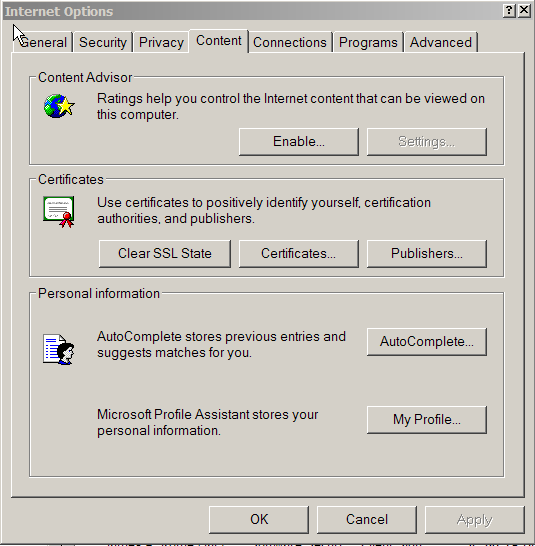 Internet Options
General Security Privacy Content Connections Programs Advanced
Content Advisor
Ratings help you control the Internet content that can be viewed on
this computer.
Enable... Settings...
Certificates
Use certificates to positively identify yourself, certification
authorities, and publishers.
Clear SSL State Certificates... Publishers...
Personal information
AutoComplete stores previous entries and
suggests matches for you.
AutoComplete...
Microsoft Profile Assistant stores your
personal information.
My Profile...
OK Cancel Apply